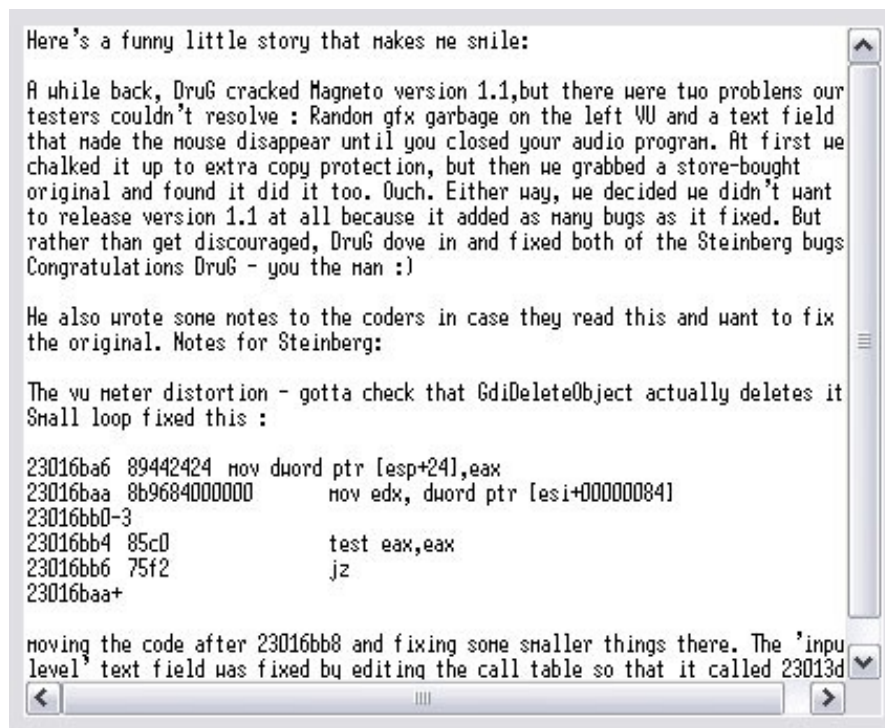 Here's a funny little story that makes me smile:
A while back, DruG cracked Magneto version 1.1,but there were two problems our
testers couldn't resolve : Random gfx garbage on the left VU and a text field
that made the mouse disappear until you closed your audio program. At first we
chalked it up to extra copy protection, but then we grabbed a store-bought
original and found it did it too. Ouch. Either way, we decided we didn't want
to release version 1.1 at all because it added as many bugs as it fixed. But
rather than get discouraged, DruG dove in and fixed both of the Steinberg bugs
Congratulations DruG - you the man :)
He also wrote some notes to the coders in case they read this and want to fix
the original. Notes for Steinberg:
The vu meter distortion - gotta check that GdiDeleteObject actually deletes it
Small loop fixed this :
23016ba6 89442424 mov dword ptr [esp+24],eax
23016baa 8b9684000000 mov edx, dword ptr [esi+00000084]
23016bb0-3
23016bb4 85c0 test eax,eax
23016bb6 75f2 jz
23016baa+
moving the code after 23016bb8 and fixing some smaller things there. The 'inpu
level' text field was fixed by editing the call table so that it called 23013d